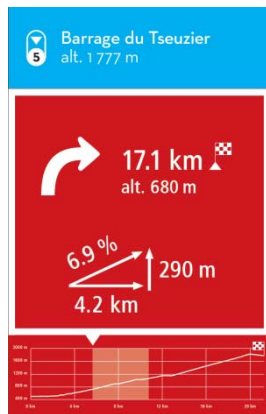 5
Barrage du Tseuzier
alt. 1777 m
17.1 km
alt. 680 m
6.9 %
290 m
4.2 km
2000 m
1600 m
1200 m
800 m
400 m
0 km
4 km
8 km
12 km
16 km
20 km